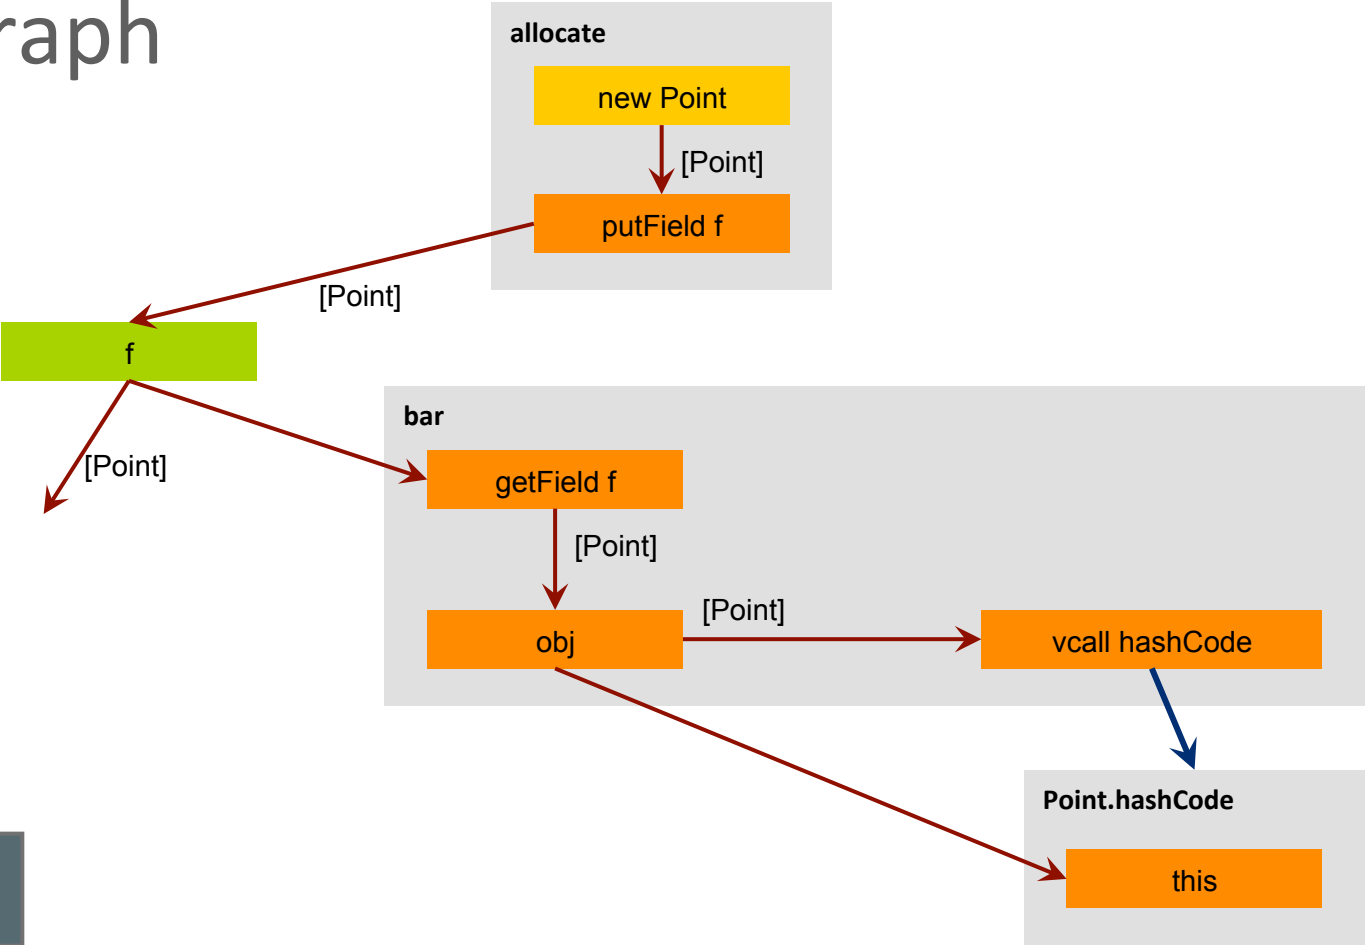 raph
allocate
new Point
[Point]
putField f
[Point]
f
bar
[Point]
getField f
[Point]
[Point]
obj
vcall hashCode
Point.hashCode
this